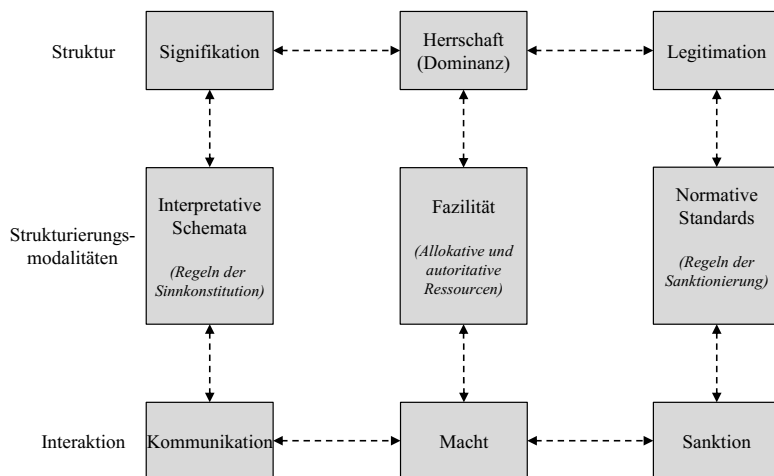 Struktur
Signifikation
Herrschaft
(Dominanz)
Legitimation
Strukturierungs-
modalitäten
Interpretative
Schemata
(Regeln der
Sinnkonstitution)
Fazilität
(Allokative und
autoritative
Ressourcen)
Normative
Standards
(Regeln der
Sanktionierung)
Interaktion
Kommunikation
Macht
Sanktion